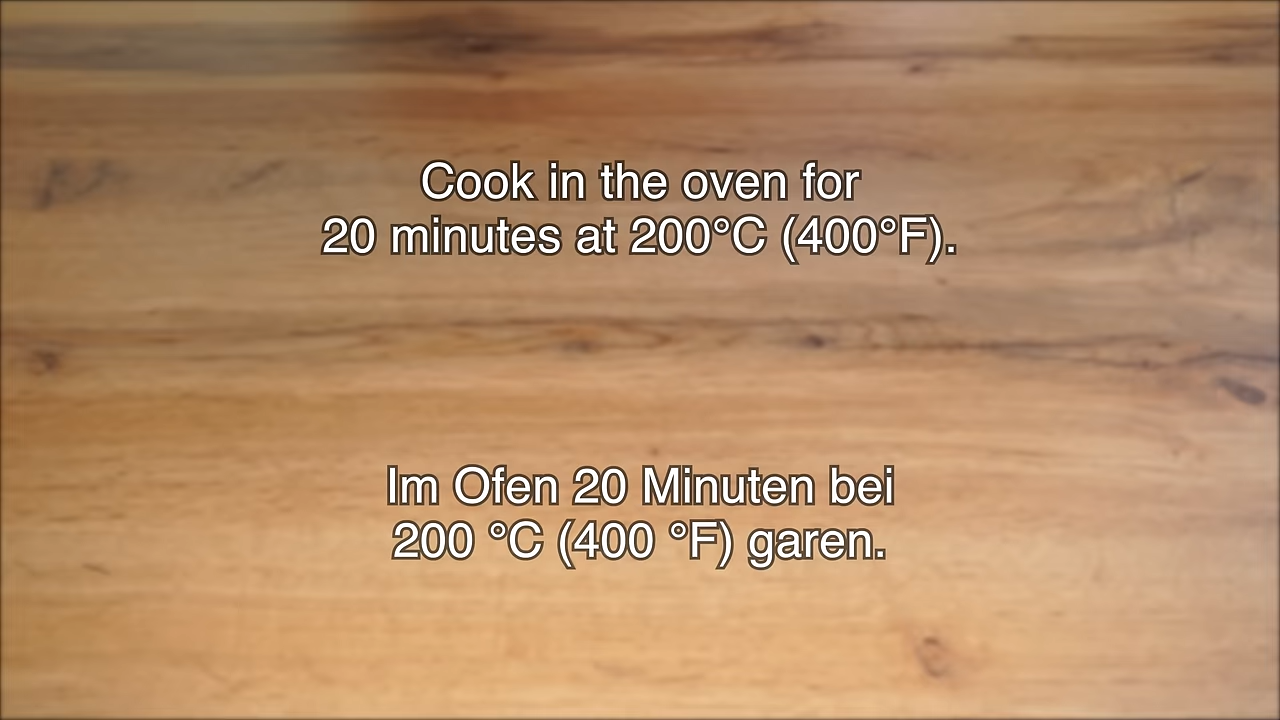 Cook in the oven for
20 minutes at 200°C (400°F).
Im Ofen 20 Minuten bei
200 °C (400 °F) garen.